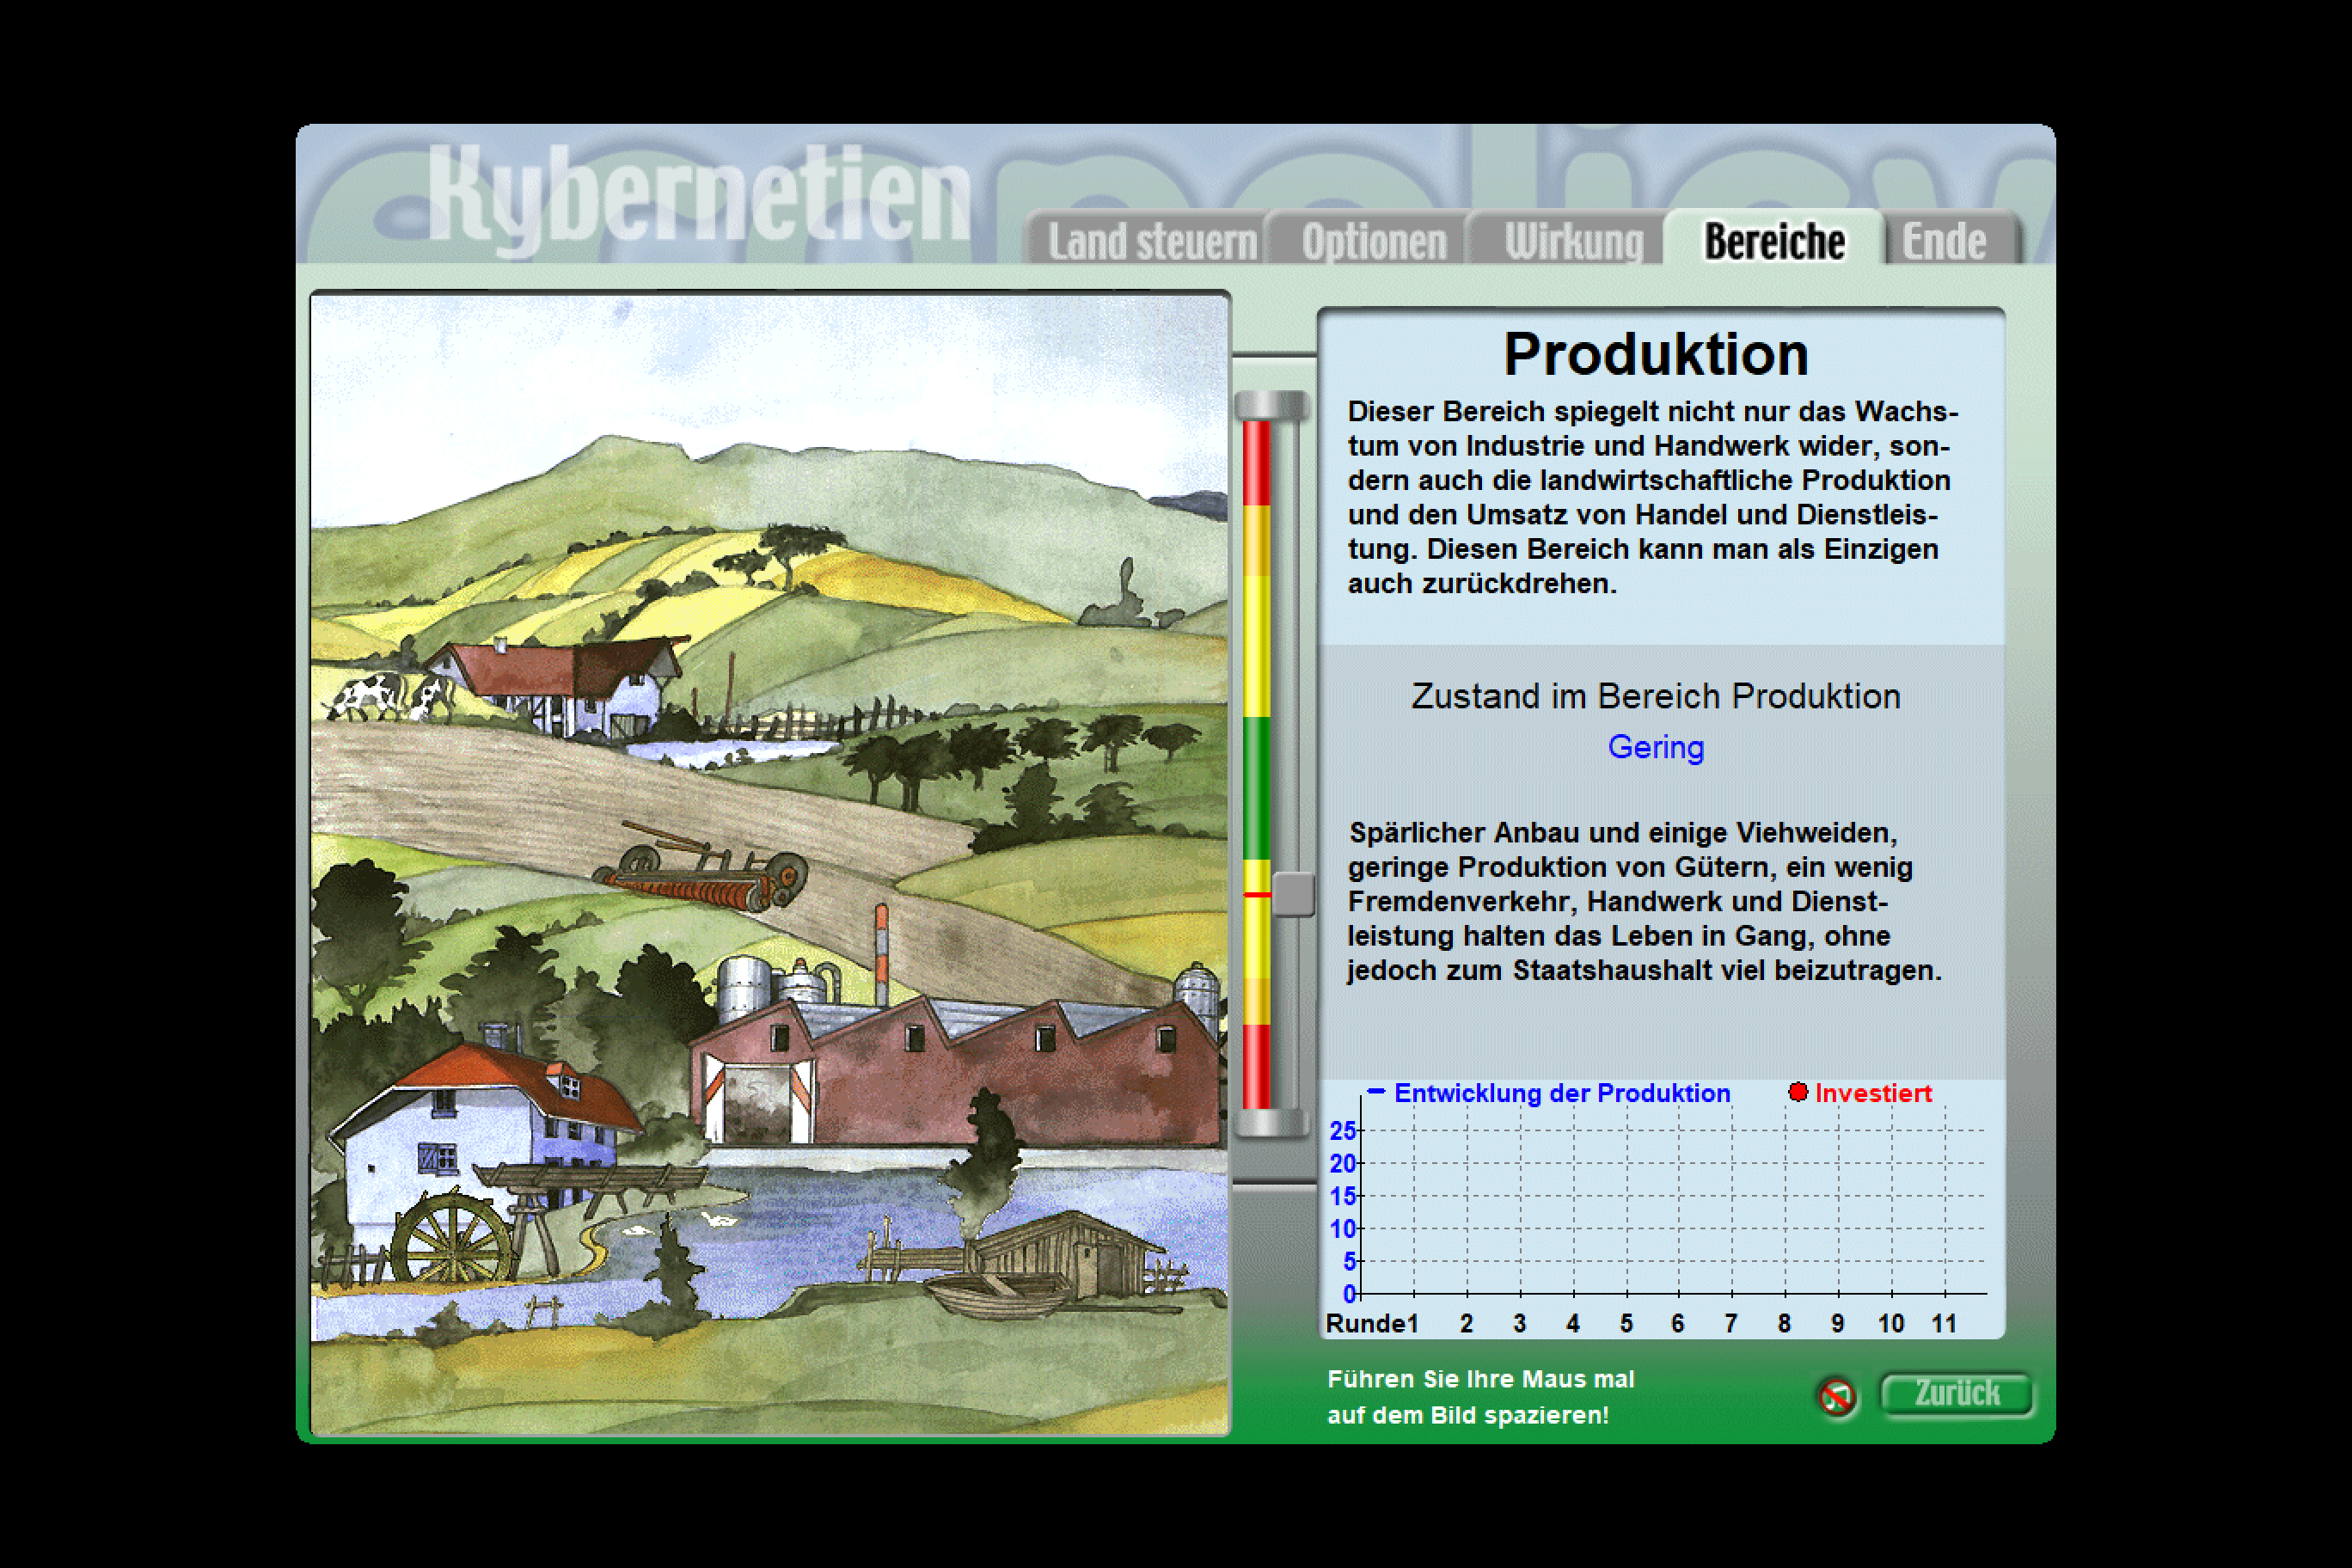 Kybernetien
Land steuern Optionen Wirkung Bereiche Ende
Produktion
Dieser Bereich spiegelt nicht nur das Wachs-
tum von Industrie und Handwerk wider, son-
dern auch die landwirtschaftliche Produktion
und den Umsatz von Handel und Dienstleis-
tung. Diesen Bereich kann man als Einzigen
auch zurückdrehen.
Zustand im Bereich Produktion
Gering
Spärlicher Anbau und einige Viehweiden,
geringe Produktion von Gütern, ein wenig
Fremdenverkehr, Handwerk und Dienst-
leistung halten das Leben in Gang, ohne
jedoch zum Staatshaushalt viel beizutragen.
Entwicklung der Produktion Investiert
25
20
15
10
5
0
Runde1 2 3 4 5 6 7 8 9 10 11
Führen Sie Ihre Maus mal
auf dem Bild spazieren!
Zurück